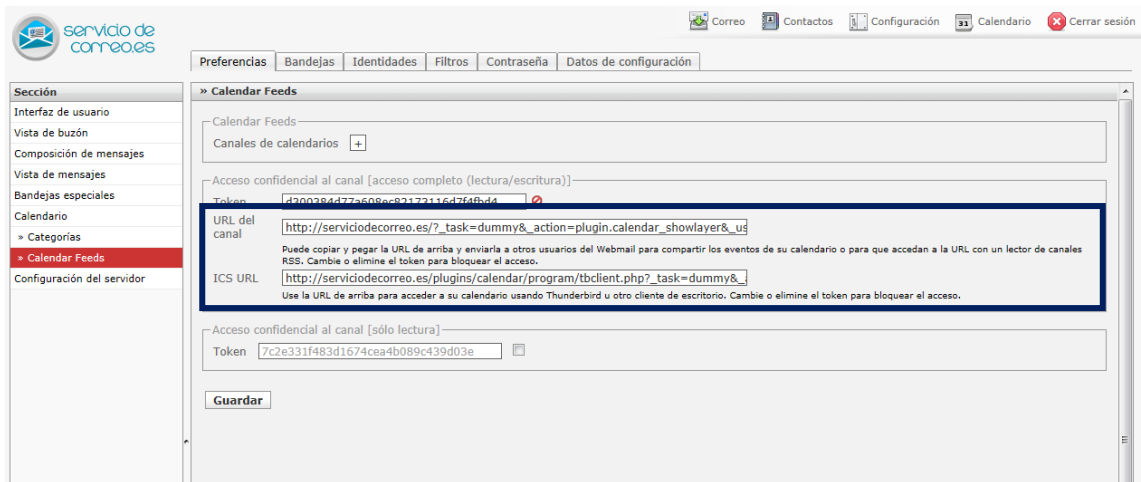 servicio de
correo.es
Correo
Contactos
Configuración
31 Calendario
Cerrar sesión
Preferencias
Bandejas
Identidades
Filtros
Contraseña
Datos de configuración
Sección
Interfaz de usuario
Vista de buzón
Composición de mensajes
Vista de mensajes
Bandejas especiales
Calendario
» Categorías
» Calendar Feeds
Configuración del servidor
» Calendar Feeds
Calendar Feeds
Canales de calendarios +
Acceso confidencial al canal [acceso completo (lectura/escritura)]
Token d300384d77a608ec82173116d7f4fbd4
URL del
canal
http://serviciodecorreo.es/?_task=dummy&_action=plugin.calendar_showlayer&_us
Puede copiar y pegar la URL de arriba y enviarla a otros usuarios del Webmail para compartir los eventos de su calendario o para que accedan a la URL con un lector de canales
RSS. Cambie o elimine el token para bloquear el acceso.
ICS URL http://serviciodecorreo.es/plugins/calendar/program/tbclient.php?_task=dummy&_
Use la URL de arriba para acceder a su calendario usando Thunderbird u otro cliente de escritorio. Cambie o elimine el token para bloquear el acceso.
Acceso confidencial al canal [sólo lectura]
Token 7c2e331f483d1674cea4b089c439d03e
Guardar